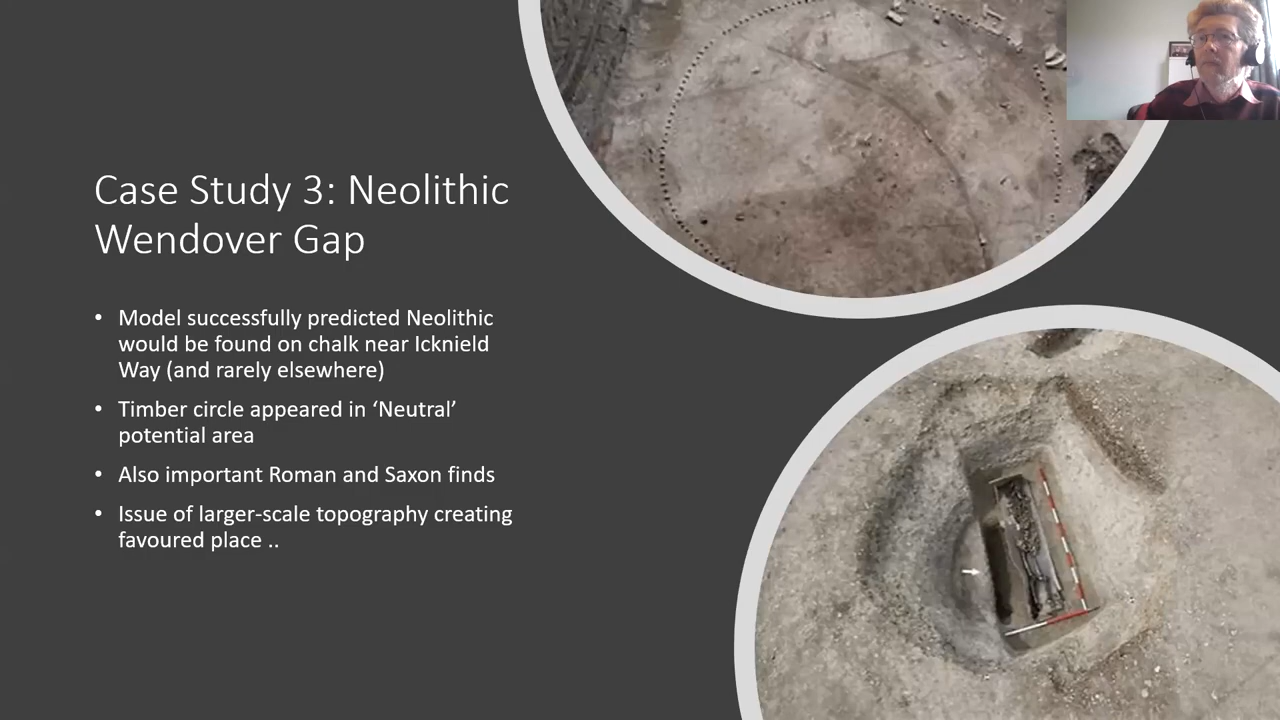 Case Study 3: Neolithic
Wendover Gap
• Model successfully predicted Neolithic
would be found on chalk near Icknield
Way (and rarely elsewhere)
• Timber circle appeared in ‘Neutral’
potential area
• Also important Roman and Saxon finds
• Issue of larger-scale topography creating
favoured place ..